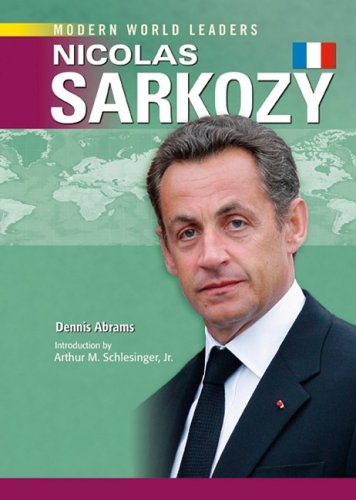 MODERN WORLD LEADERS
NICOLAS
SARKOZY
Dennis Abrams
Introduction by
Arthur M. Schlesinger, Jr.